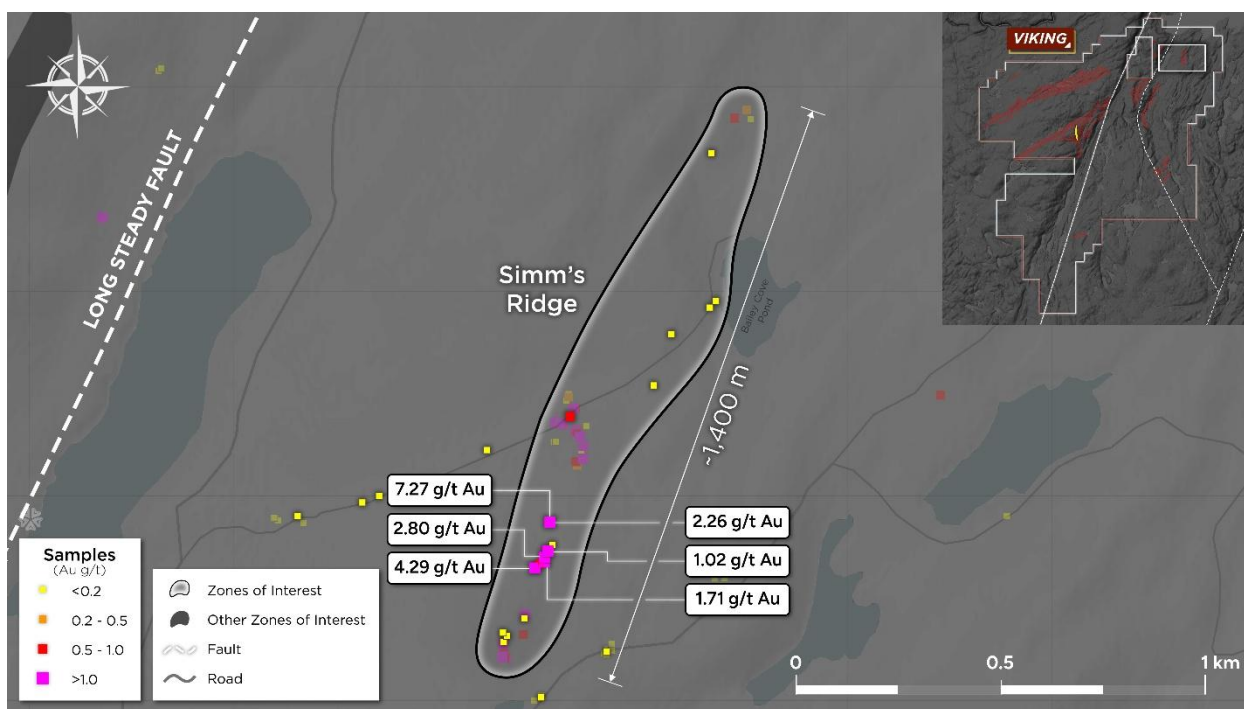 VIKING
LONG STEADY FAULT
Simm's
Ridge
Bailey Cove
Pond
~1,400 m
7.27 g/t Au
2.80 g/t Au
4.29 g/t Au
2.26 g/t Au
1.02 g/t Au
1.71 g/t Au
Samples
(Au g/t)
<0.2
0.2 - 0.5
0.5 - 1.0
>1.0
Zones of Interest
Other Zones of Interest
Fault
Road
0
0.5
1 km